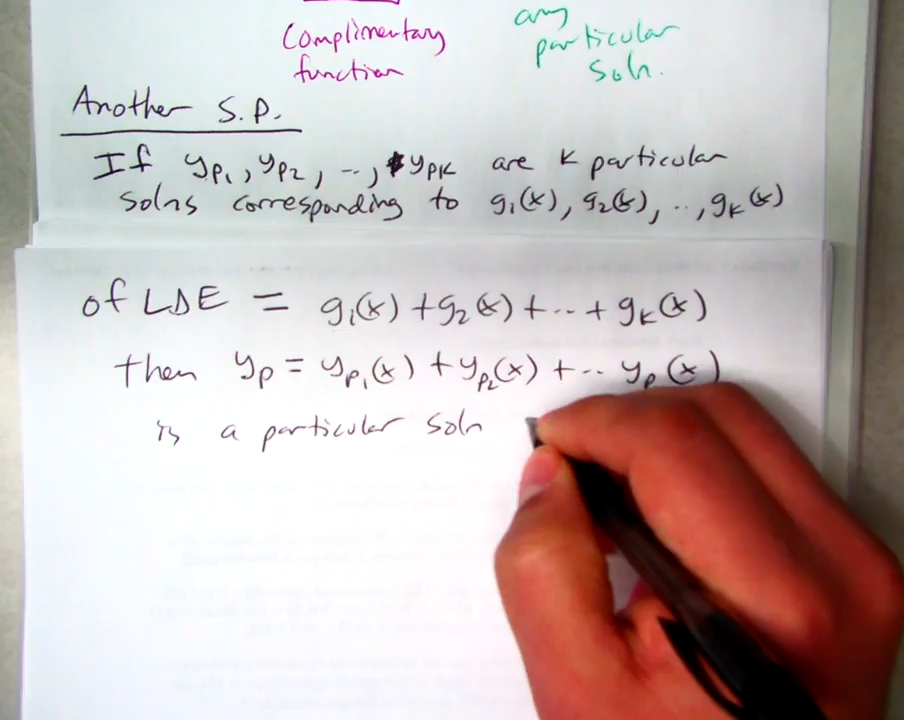 any
Complimentary particular
function soln.
Another S.P.
If yp₁, yp₂, .., ypk are k particular
solns corresponding to g₁(x), g₂(x), .., gk(x)
of LDE = g₁(x) + g₂(x) + ... + gk(x)
then yp = yp₁(x) + yp₂(x) + ... yp(x)
is a particular soln